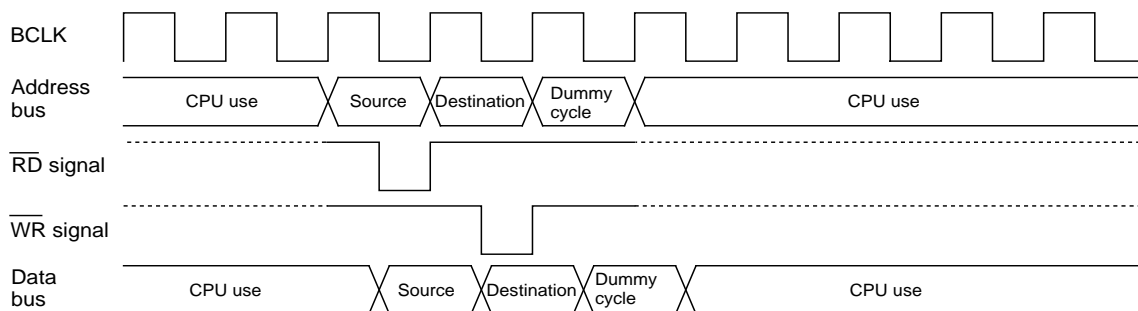 BCLK
Address
bus
CPU use
Source
Destination
Dummy
cycle
CPU use
RD signal
WR signal
Data
bus
CPU use
Source
Destination
Dummy
cycle
CPU use